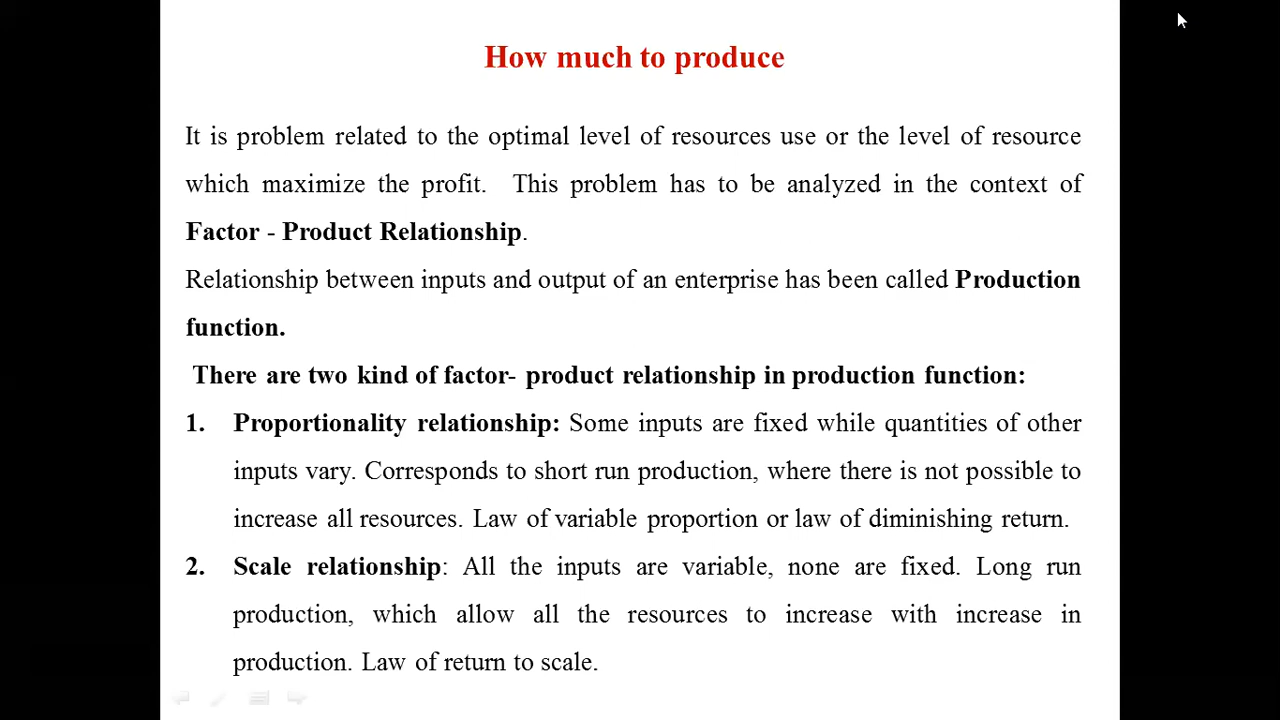 How much to produce
It is problem related to the optimal level of resources use or the level of resource
which maximize the profit. This problem has to be analyzed in the context of
Factor - Product Relationship.
Relationship between inputs and output of an enterprise has been called Production
function.
There are two kind of factor- product relationship in production function:
1. Proportionality relationship: Some inputs are fixed while quantities of other
inputs vary. Corresponds to short run production, where there is not possible to
increase all resources. Law of variable proportion or law of diminishing return.
2. Scale relationship: All the inputs are variable, none are fixed. Long run
production, which allow all the resources to increase with increase in
production. Law of return to scale.